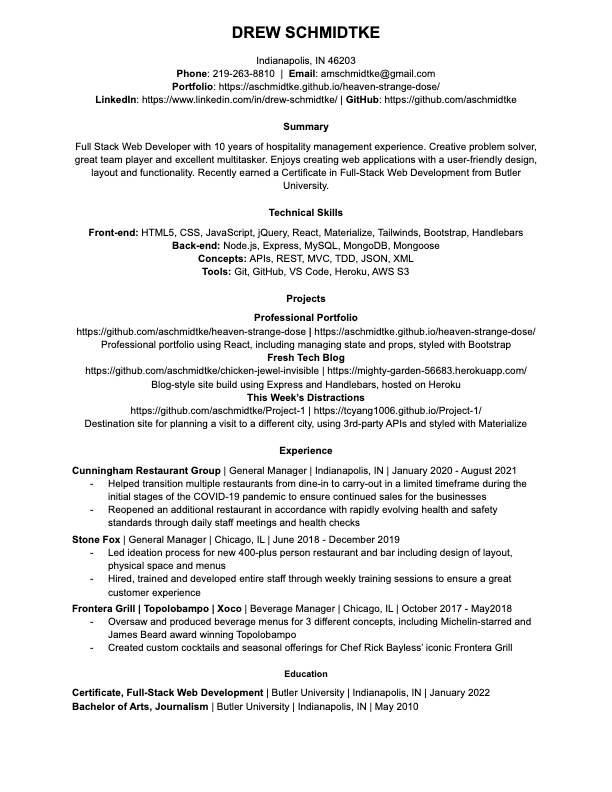 DREW SCHMIDTKE
Indianapolis, IN 46203
Phone: 219-263-8810 | Email: amschmidtke@gmail.com
Portfolio: https://aschmidtke.github.io/heaven-strange-dose/
LinkedIn: https://www.linkedin.com/in/drew-schmidtke/ | GitHub: https://github.com/aschmidtke
Summary
Full Stack Web Developer with 10 years of hospitality management experience. Creative problem solver,
great team player and excellent multitasker. Enjoys creating web applications with a user-friendly design,
layout and functionality. Recently earned a Certificate in Full-Stack Web Development from Butler
University.
Technical Skills
Front-end: HTML5, CSS, JavaScript, jQuery, React, Materialize, Tailwinds, Bootstrap, Handlebars
Back-end: Node.js, Express, MySQL, MongoDB, Mongoose
Concepts: APIs, REST, MVC, TDD, JSON, XML
Tools: Git, GitHub, VS Code, Heroku, AWS S3
Projects
Professional Portfolio
https://github.com/aschmidtke/heaven-strange-dose | https://aschmidtke.github.io/heaven-strange-dose/
Professional portfolio using React, including managing state and props, styled with Bootstrap
Fresh Tech Blog
https://github.com/aschmidtke/chicken-jewel-invisible | https://mighty-garden-56683.herokuapp.com/
Blog-style site build using Express and Handlebars, hosted on Heroku
This Week's Distractions
https://github.com/aschmidtke/Project-1 | https://tcyang1006.github.io/Project-1/
Destination site for planning a visit to a different city, using 3rd-party APIs and styled with Materialize
Experience
Cunningham Restaurant Group | General Manager | Indianapolis, IN | January 2020 - August 2021
- Helped transition multiple restaurants from dine-in to carry-out in a limited timeframe during the
initial stages of the COVID-19 pandemic to ensure continued sales for the businesses
- Reopened an additional restaurant in accordance with rapidly evolving health and safety
standards through daily staff meetings and health checks
Stone Fox | General Manager | Chicago, IL | June 2018 - December 2019
- Led ideation process for new 400-plus person restaurant and bar including design of layout,
physical space and menus
- Hired, trained and developed entire staff through weekly training sessions to ensure a great
customer experience
Frontera Grill | Topolobampo | Xoco | Beverage Manager | Chicago, IL | October 2017 - May2018
- Oversaw and produced beverage menus for 3 different concepts, including Michelin-starred and
James Beard award winning Topolobampo
- Created custom cocktails and seasonal offerings for Chef Rick Bayless' iconic Frontera Grill
Education
Certificate, Full-Stack Web Development | Butler University | Indianapolis, IN | January 2022
Bachelor of Arts, Journalism | Butler University | Indianapolis, IN | May 2010